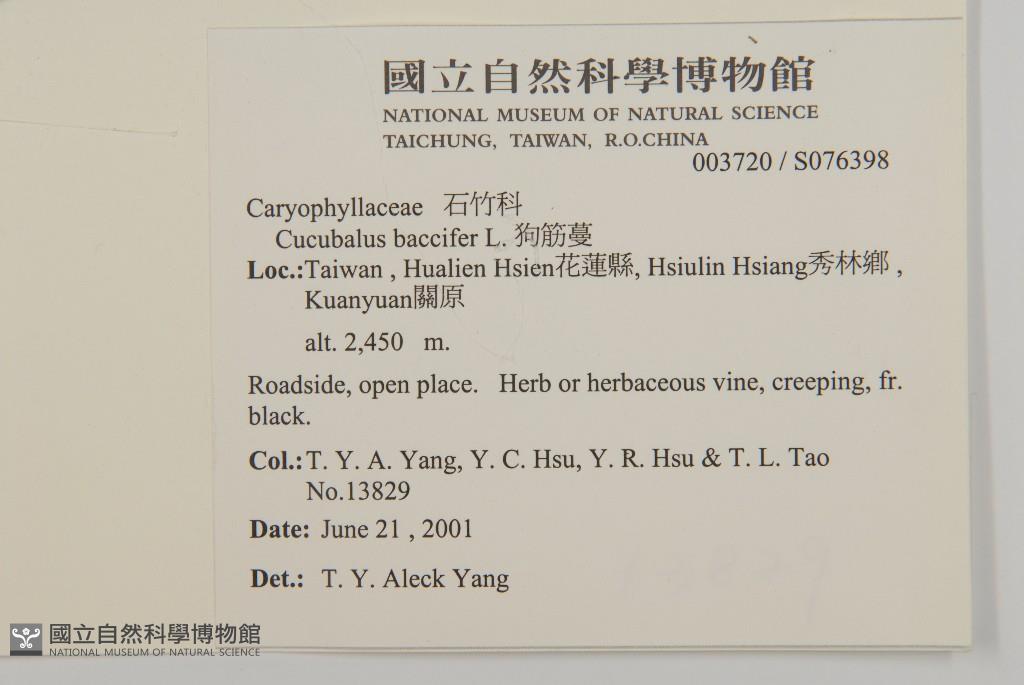 國立自然科學博物館
NATIONAL MUSEUM OF NATURAL SCIENCE
TAICHUNG, TAIWAN, R.O.CHINA
003720 / S076398
Caryophyllaceae 石竹科
Cucubalus baccifer L. 狗筋蔓
Loc.:Taiwan , Hualien Hsien花蓮縣, Hsiulin Hsiang秀林鄉 ,
Kuanyuan關原
alt. 2,450 m.
Roadside, open place. Herb or herbaceous vine, creeping, fr.
black.
Col.:T. Y. A. Yang, Y. C. Hsu, Y. R. Hsu & T. L. Tao
No.13829
Date: June 21 , 2001
Det.: T. Y. Aleck Yang
國立自然科學博物館
NATIONAL MUSEUM OF NATURAL SCIENCE